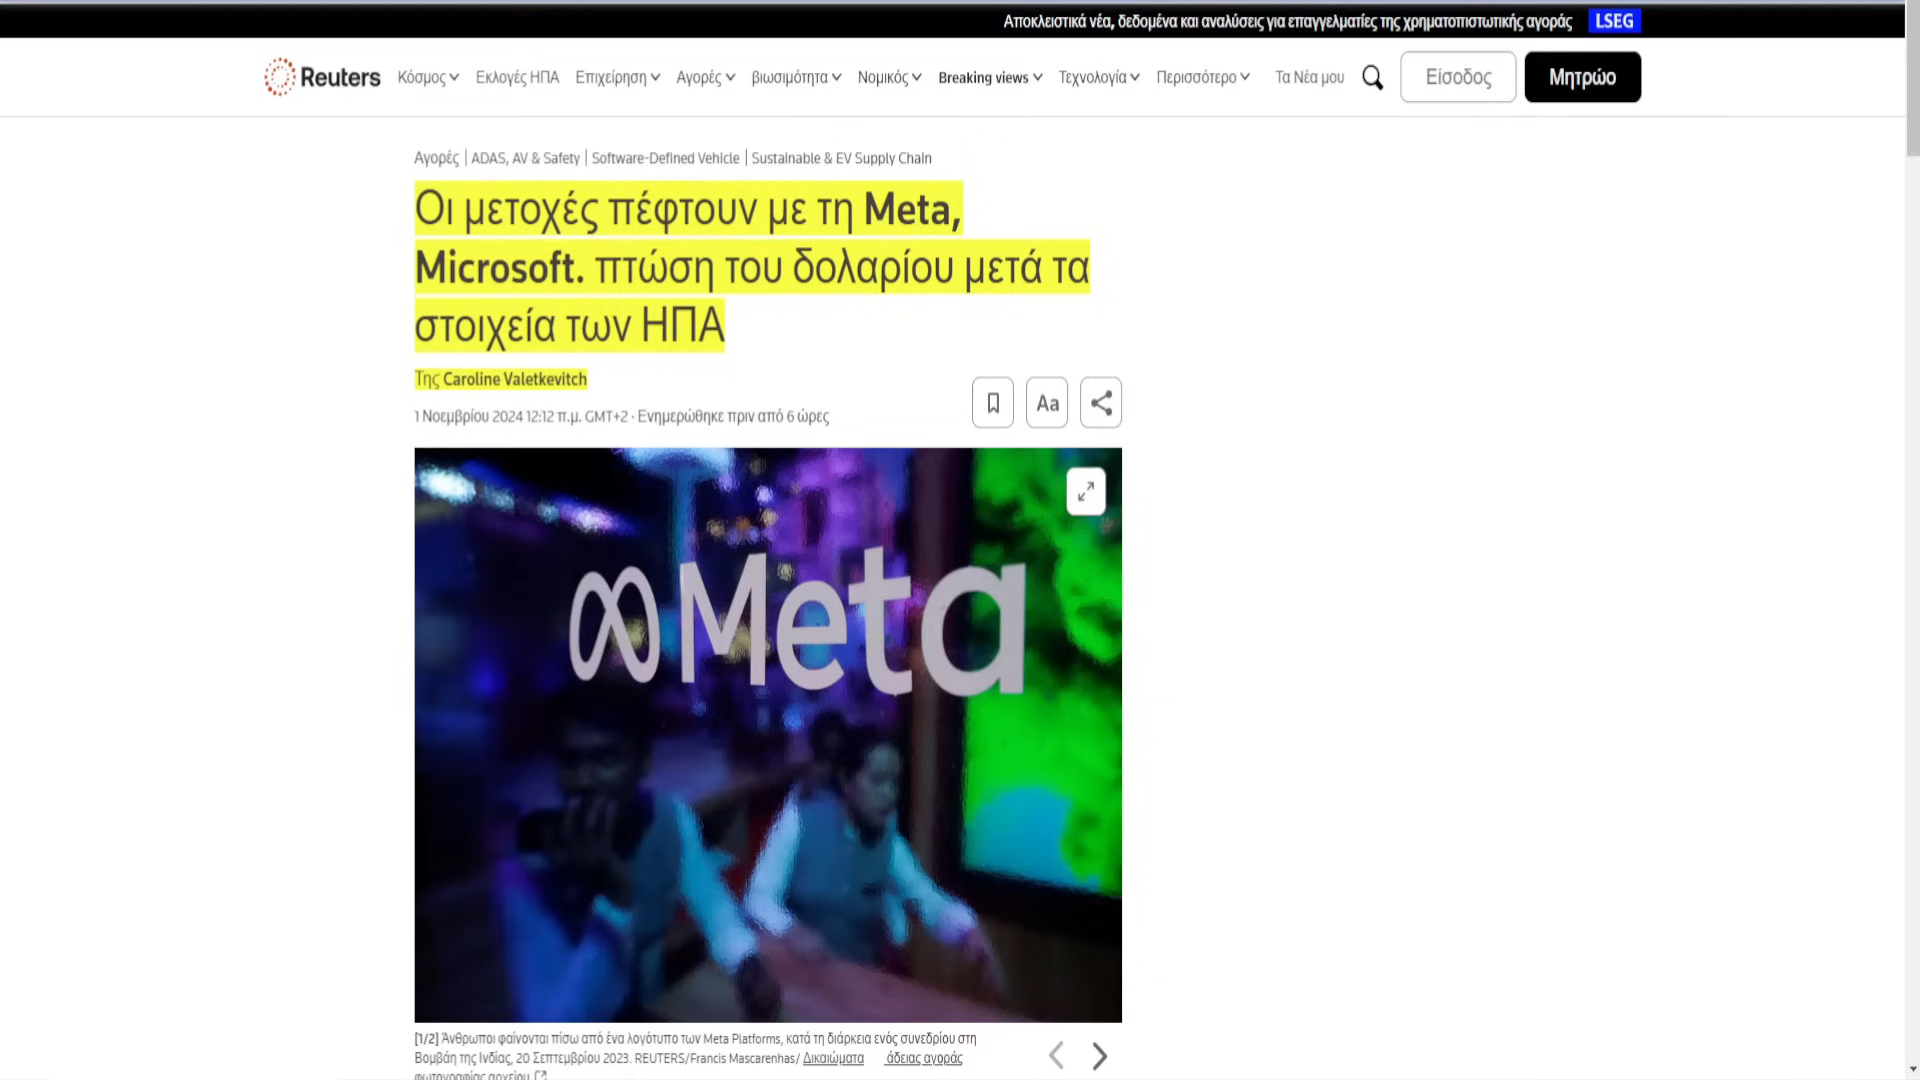 Αποκλειστικά νέα, δεδομένα και αναλύσεις για επαγγελματίες της χρηματοπιστωτικής αγοράς LSEG
Reuters Κόσμος Εκλογές ΗΠΑ Επιχείρηση Αγορές βιωσιμότητα Νομικός Breaking views Τεχνολογία Περισσότερο Τα Νέα μου Είσοδος Μητρώο
Αγορές | ADAS, AV & Safety | Software-Defined Vehicle | Sustainable & EV Supply Chain
Οι μετοχές πέφτουν με τη Meta,
Microsoft. πτώση του δολαρίου μετά τα
στοιχεία των ΗΠΑ
Της Caroline Valetkevitch
1 Νοεμβρίου 2024 12:12 π.μ. GMT+2 · Ενημερώθηκε πριν από 6 ώρες
Aa
Meta
[1/2] Άνθρωποι φαίνονται πίσω από ένα λογότυπο των Meta Platforms, κατά τη διάρκεια ενός συνεδρίου στη
Βομβάη της Ινδίας, 20 Σεπτεμβρίου 2023. REUTERS/Francis Mascarenhas/ Δικαιώματα άδειας αγοράς
φωτογραφίας αρχείου.